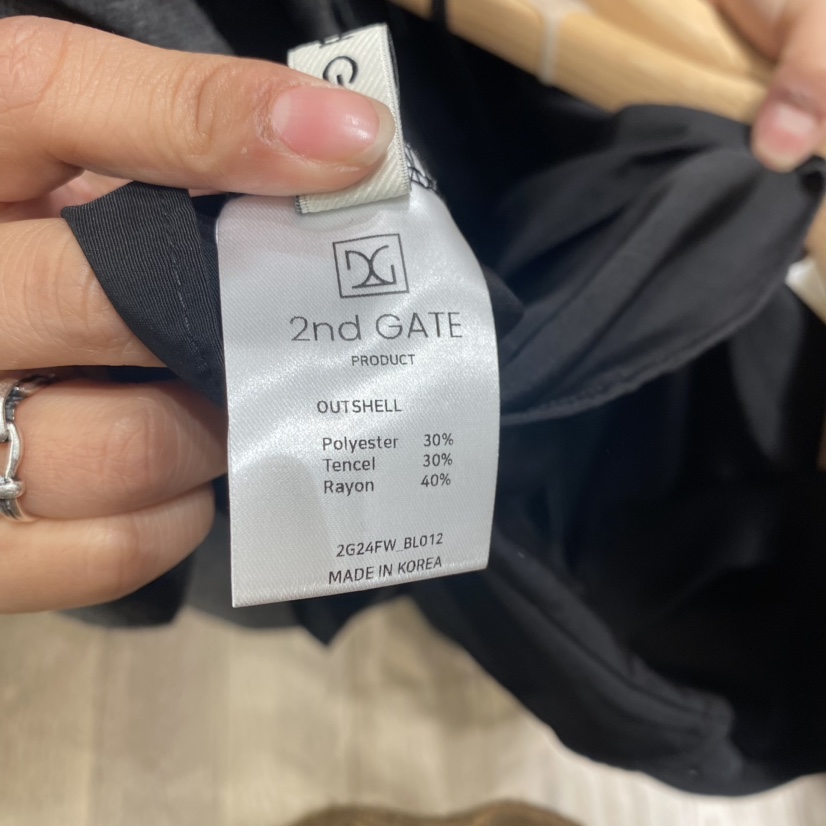 2nd GATE
PRODUCT
OUTSHELL
Polyester 30%
Tencel 30%
Rayon 40%
2G24FW_BL012
MADE IN KOREA